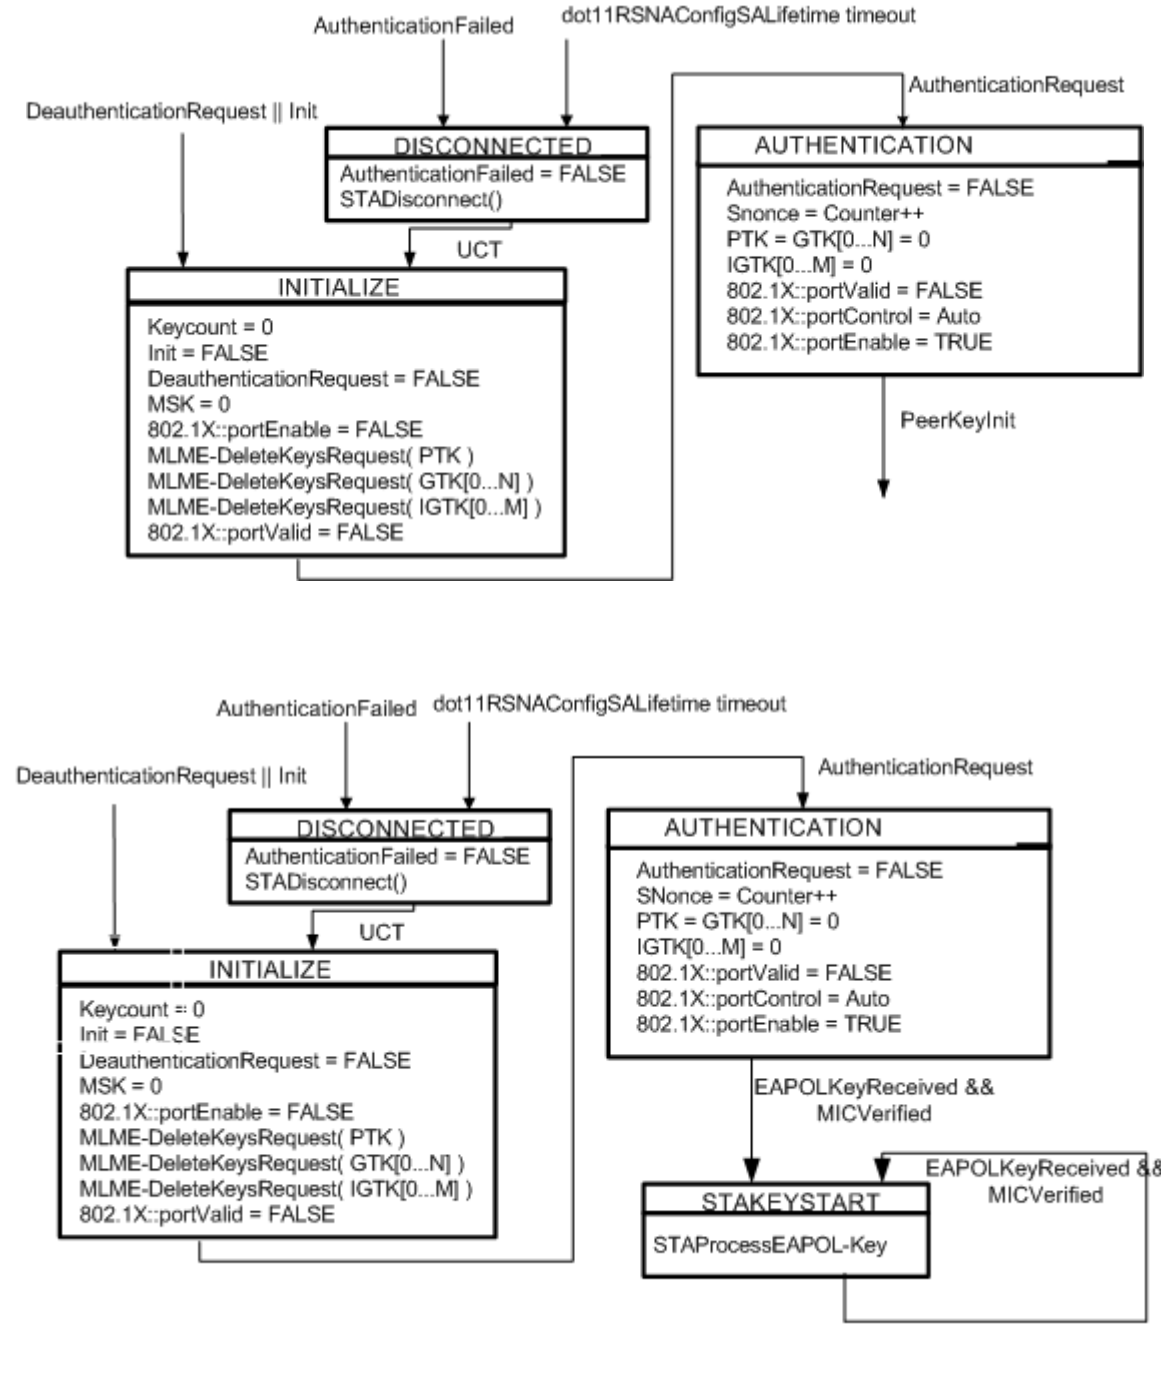 AuthenticationFailed
dot11RSNAConfigSALifetime timeout
DeauthenticationRequest || Init
AuthenticationRequest
DISCONNECTED
AuthenticationFailed = FALSE
STADisconnect()
UCT
AUTHENTICATION
AuthenticationRequest = FALSE
Snonce = Counter++
PTK = GTK[0...N] = 0
IGTK[0...M] = 0
802.1X::portValid = FALSE
802.1X::portControl = Auto
802.1X::portEnable = TRUE
INITIALIZE
Keycount = 0
Init = FALSE
DeauthenticationRequest = FALSE
MSK = 0
802.1X::portEnable = FALSE
MLME-DeleteKeysRequest( PTK )
MLME-DeleteKeysRequest( GTK[0...N] )
MLME-DeleteKeysRequest( IGTK[0...M] )
802.1X::portValid = FALSE
PeerKeyInit
AuthenticationFailed
dot11RSNAConfigSALifetime timeout
DeauthenticationRequest || Init
AuthenticationRequest
DISCONNECTED
AuthenticationFailed = FALSE
STADisconnect()
UCT
AUTHENTICATION
AuthenticationRequest = FALSE
SNonce = Counter++
PTK = GTK[0...N] = 0
IGTK[0...M] = 0
802.1X::portValid = FALSE
802.1X::portControl = Auto
802.1X::portEnable = TRUE
INITIALIZE
Keycount = 0
Init = FALSE
DeauthenticationRequest = FALSE
MSK = 0
802.1X::portEnable = FALSE
MLME-DeleteKeysRequest( PTK )
MLME-DeleteKeysRequest( GTK[0...N] )
MLME-DeleteKeysRequest( IGTK[0...M] )
802.1X::portValid = FALSE
EAPOLKeyReceived &&
MICVerified
EAPOLKeyReceived &&
MICVerified
STAKEYSTART
STAProcessEAPOL-Key